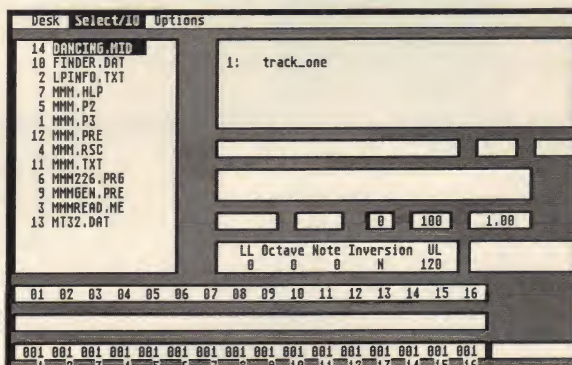 Desk Select/IO Options
14 DANCING.MID
10 FINDER.DAT
2 LPINFO.TXT
7 MMM.HLP
5 MMM.P2
1 MMM.P3
12 MMM.PRE
4 MMM.RSC
11 MMM.TXT
6 MMM226.PRG
9 MMMGEN.PRE
3 MMMREAD.ME
13 MT32.DAT
1: track_one
0 100 1.00
LL Octave Note Inversion UL
0 0 0 N 120
01 02 03 04 05 06 07 08 09 10 11 12 13 14 15 16
001 001 001 001 001 001 001 001 001 001 001 001 001 001 001 001